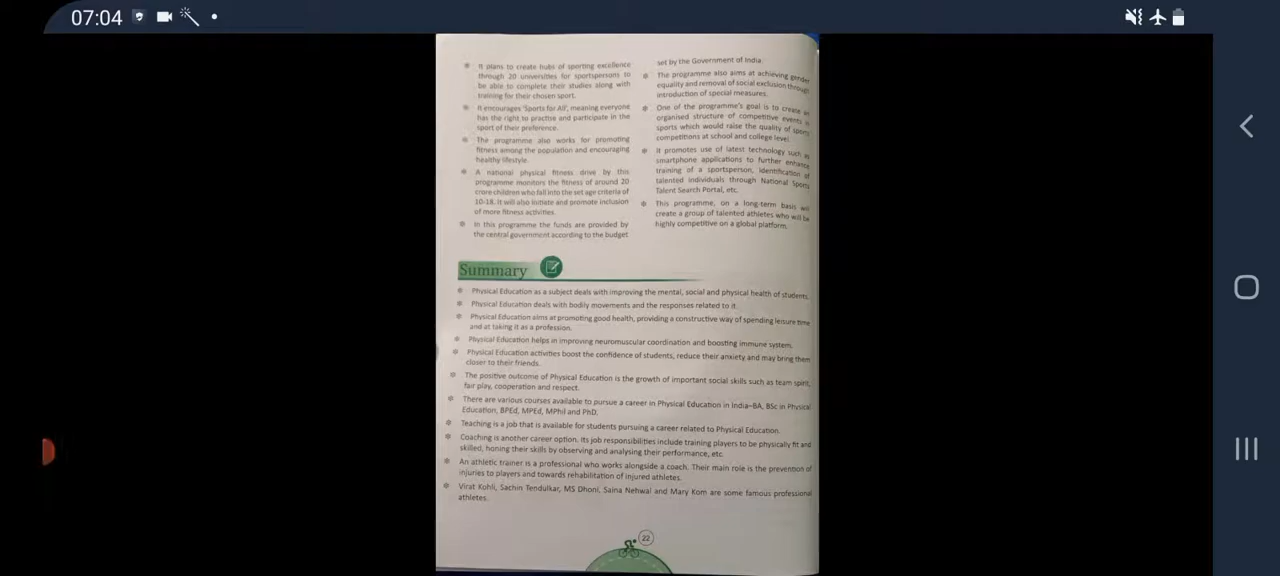 07:04
It plans to create hubs of sporting excellence
through 20 universities for sportspersons to
be able to complete their studies along with
training for their chosen sport.
It encourages 'Sports for All', meaning everyone
has the right to practise and participate in the
sport of their preference.
The programme also works for promoting
fitness among the population and encouraging
healthy lifestyle.
A national physical fitness drive by this
programme monitors the fitness of around 20
crore children who fall into the set age criteria of
10-18. It will also initiate and promote inclusion
of more fitness activities.
In this programme the funds are provided by
the central government according to the budget
set by the Government of India.
The programme also aims at achieving gender
equality and removal of social exclusion through
introduction of special measures.
One of the programme's goal is to create an
organised structure of competitive events in
sports which would raise the quality of sports
competitions at school and college level.
It promotes use of latest technology such as
smartphone applications to further enhance
training of a sportsperson, identification of
talented individuals through National Sports
Talent Search Portal, etc.
This programme, on a long-term basis will
create a group of talented athletes who will be
highly competitive on a global platform.
Summary
Physical Education as a subject deals with improving the mental, social and physical health of students.
Physical Education deals with bodily movements and the responses related to it.
Physical Education aims at promoting good health, providing a constructive way of spending leisure time
and at taking it as a profession.
Physical Education helps in improving neuromuscular coordination and boosting immune system.
Physical Education activities boost the confidence of students, reduce their anxiety and may bring them
closer to their friends.
The positive outcome of Physical Education is the growth of important social skills such as team spirit,
fair play, cooperation and respect.
There are various courses available to pursue a career in Physical Education in India–BA, BSc in Physical
Education, BPEd, MPEd, MPhil and PhD.
Teaching is a job that is available for students pursuing a career related to Physical Education.
Coaching is another career option. Its job responsibilities include training players to be physically fit and
skilled, honing their skills by observing and analysing their performance, etc.
An athletic trainer is a professional who works alongside a coach. Their main role is the prevention of
injuries to players and towards rehabilitation of injured athletes.
Virat Kohli, Sachin Tendulkar, MS Dhoni, Saina Nehwal and Mary Kom are some famous professional
athletes.
22